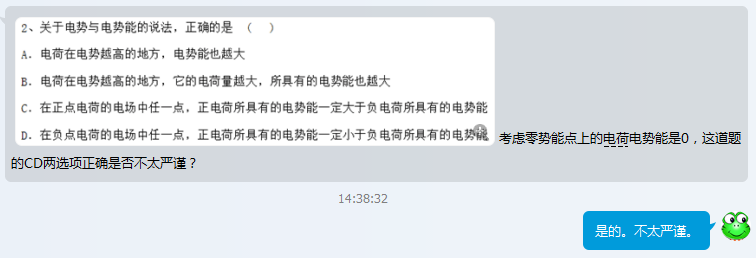 2、关于电势与电势能的说法，正确的是 （ ）
A．电荷在电势越高的地方，电势能也越大
B．电荷在电势越高的地方，它的电荷量越大，所具有的电势能也越大
C．在正点电荷的电场中任一点，正电荷所具有的电势能一定大于负电荷所具有的电势能
D．在负点电荷的电场中任一点，正电荷所具有的电势能一定小于负电荷所具有的电势能
考虑零势能点上的电荷电势能是0，这道题
的CD两选项正确是否不太严谨？
14:38:32
是的。不太严谨。